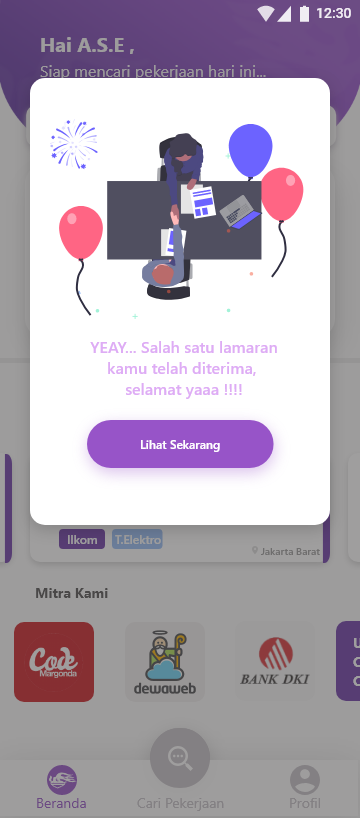 12:30
Hai A.S.E ,
Siap mencari pekerjaan hari ini...
YEAY... Salah satu lamaran
kamu telah diterima,
selamat yaaa !!!!
Lihat Sekarang
Ilkom
T.Elektro
Jakarta Barat
Mitra Kami
Code
Margonda
dewaweb
BANK DKI
U
C
C
Beranda
Cari Pekerjaan
Profil